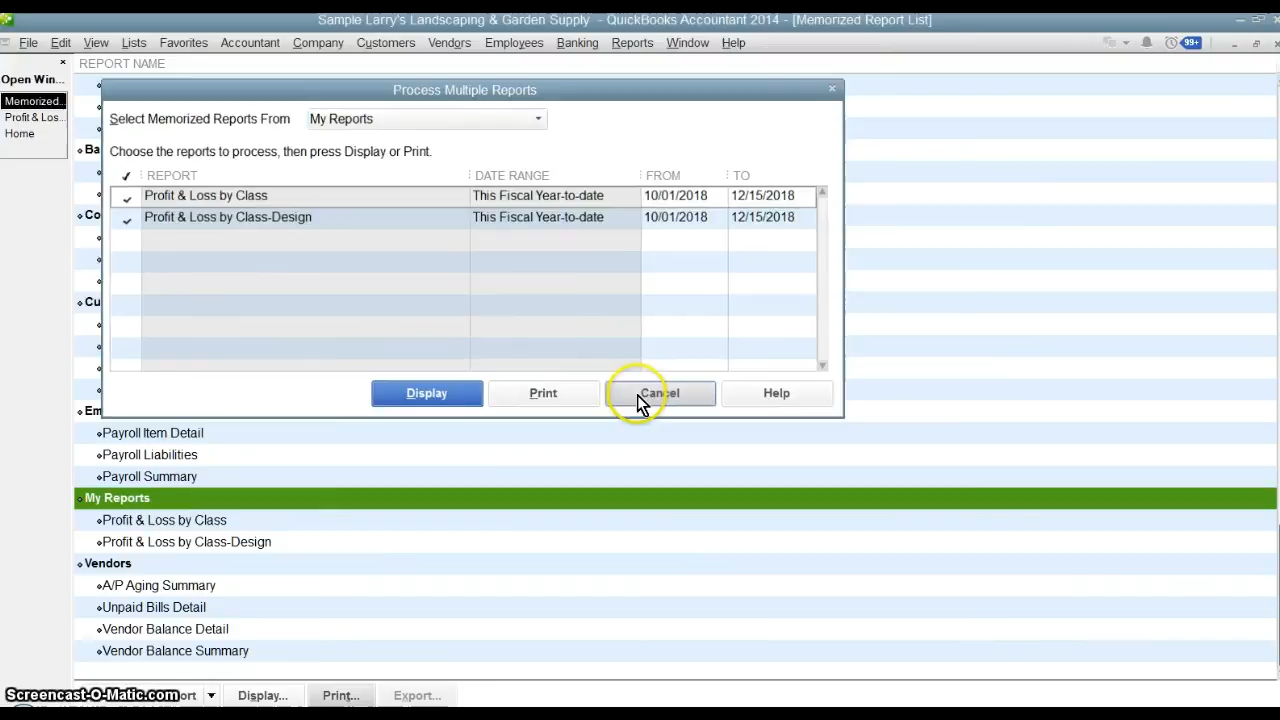 Sample Larry's Landscaping & Garden Supply - QuickBooks Accountant 2014 - [Memorized Report List]
File Edit View Lists Favorites Accountant Company Customers Vendors Employees Banking Reports Window Help 99+
REPORT NAME
Open Win...
Memorized...
Profit & Los...
Home
Process Multiple Reports
Select Memorized Reports From My Reports
Choose the reports to process, then press Display or Print.
REPORT DATE RANGE FROM TO
Profit & Loss by Class This Fiscal Year-to-date 10/01/2018 12/15/2018
Profit & Loss by Class-Design This Fiscal Year-to-date 10/01/2018 12/15/2018
Display Print Cancel Help
Ba
Co
Cu
Em
Payroll Item Detail
Payroll Liabilities
Payroll Summary
My Reports
Profit & Loss by Class
Profit & Loss by Class-Design
Vendors
A/P Aging Summary
Unpaid Bills Detail
Vendor Balance Detail
Vendor Balance Summary
Screencast-O-Matic.com ort Display... Print... Export...